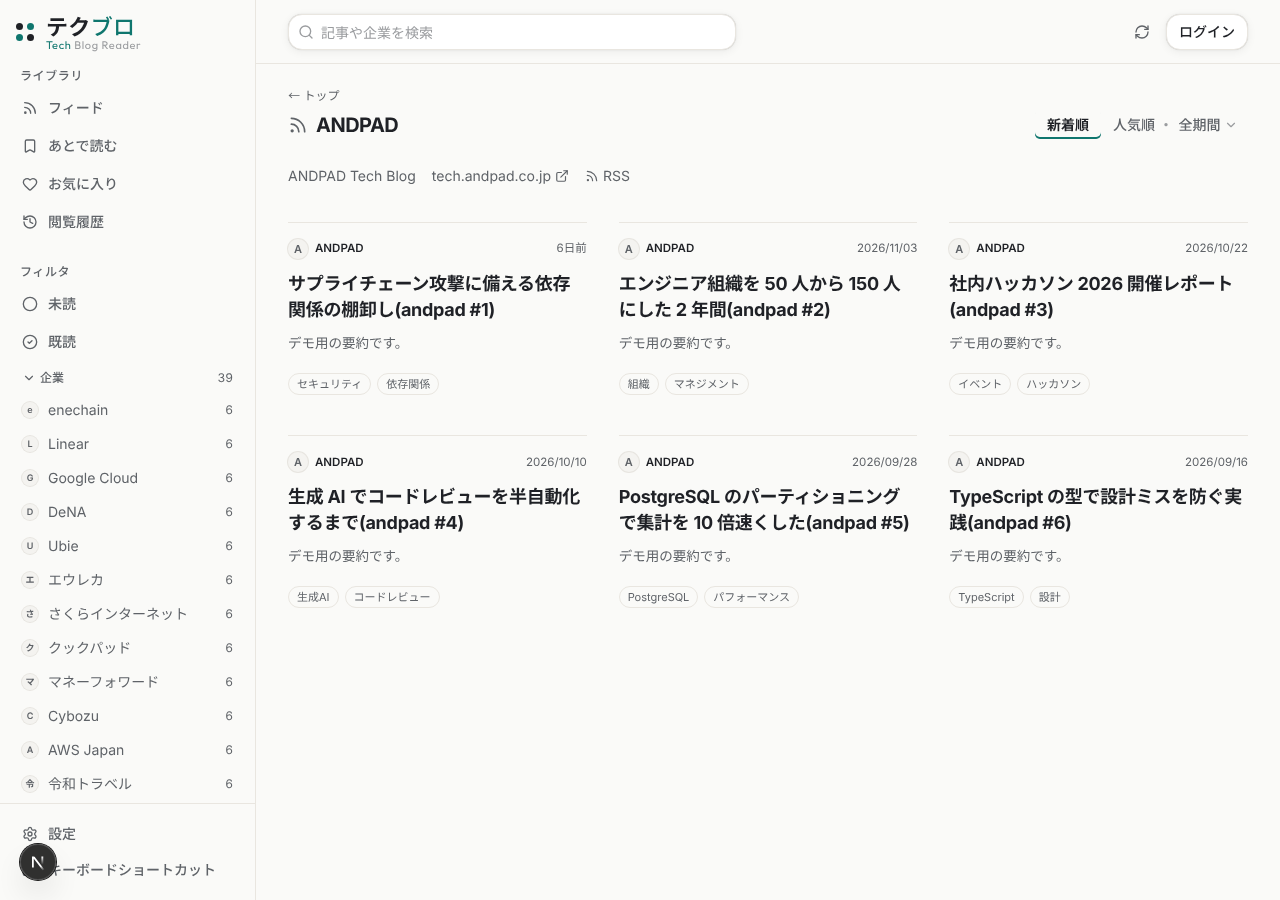 テクブロ
Tech Blog Reader
ライブラリ
フィード
あとで読む
お気に入り
閲覧履歴
フィルタ
未読
既読
企業 39
e enechain 6
L Linear 6
G Google Cloud 6
D DeNA 6
U Ubie 6
エ エウレカ 6
さ さくらインターネット 6
ク クックパッド 6
マ マネーフォワード 6
C Cybozu 6
A AWS Japan 6
令 令和トラベル 6
設定
N キーボードショートカット
記事や企業を検索
ログイン
← トップ
ANDPAD
新着順 人気順 • 全期間
ANDPAD Tech Blog tech.andpad.co.jp RSS
A ANDPAD 6日前
サプライチェーン攻撃に備える依存
関係の棚卸し(andpad #1)
デモ用の要約です。
セキュリティ 依存関係
A ANDPAD 2026/11/03
エンジニア組織を 50 人から 150 人
にした 2 年間(andpad #2)
デモ用の要約です。
組織 マネジメント
A ANDPAD 2026/10/22
社内ハッカソン 2026 開催レポート
(andpad #3)
デモ用の要約です。
イベント ハッカソン
A ANDPAD 2026/10/10
生成 AI でコードレビューを半自動化
するまで(andpad #4)
デモ用の要約です。
生成AI コードレビュー
A ANDPAD 2026/09/28
PostgreSQL のパーティショニング
で集計を 10 倍速くした(andpad #5)
デモ用の要約です。
PostgreSQL パフォーマンス
A ANDPAD 2026/09/16
TypeScript の型で設計ミスを防ぐ実
践(andpad #6)
デモ用の要約です。
TypeScript 設計